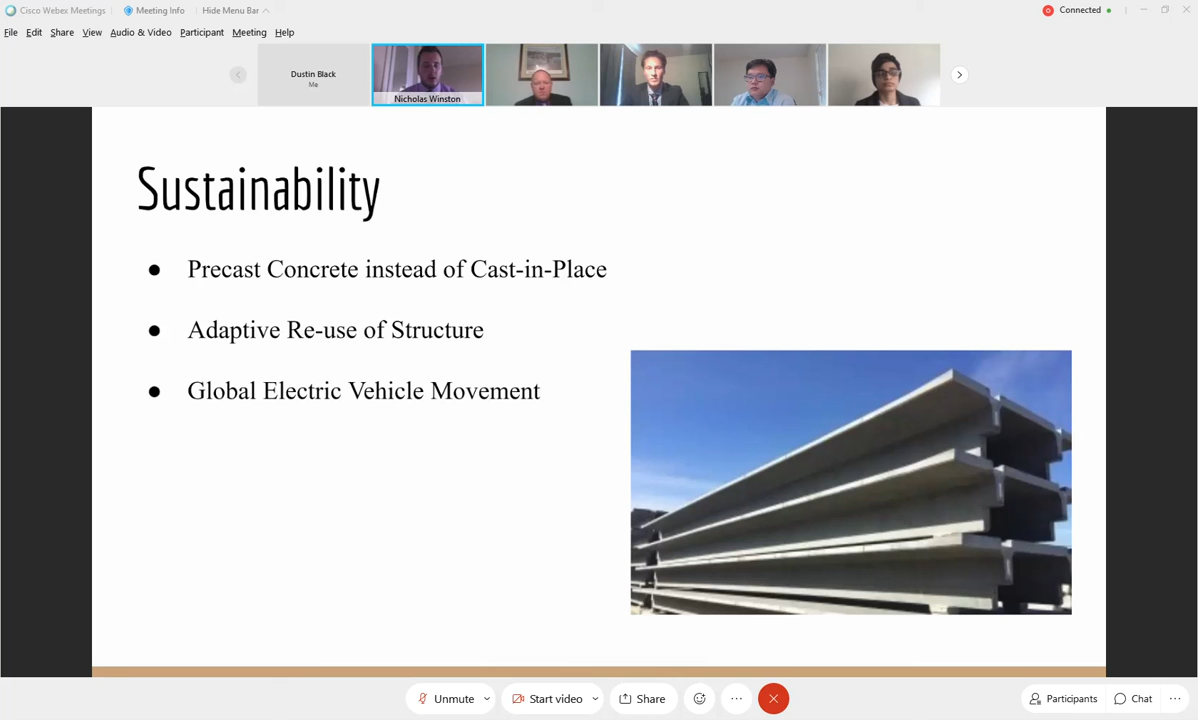 Cisco Webex Meetings
Meeting Info
Hide Menu Bar
Connected
File Edit Share View Audio & Video Participant Meeting Help
Dustin Black
Me
Nicholas Winston
Sustainability
● Precast Concrete instead of Cast-in-Place
● Adaptive Re-use of Structure
● Global Electric Vehicle Movement
Unmute
Start video
Share
Participants
Chat